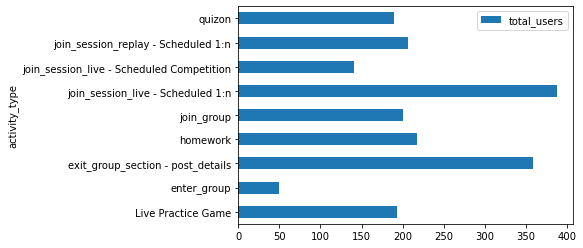 quizon
total_users
join_session_replay - Scheduled 1:n
join_session_live - Scheduled Competition
join_session_live - Scheduled 1:n
join_group
homework
exit_group_section - post_details
enter_group
Live Practice Game
activity_type
0 50 100 150 200 250 300 350 400